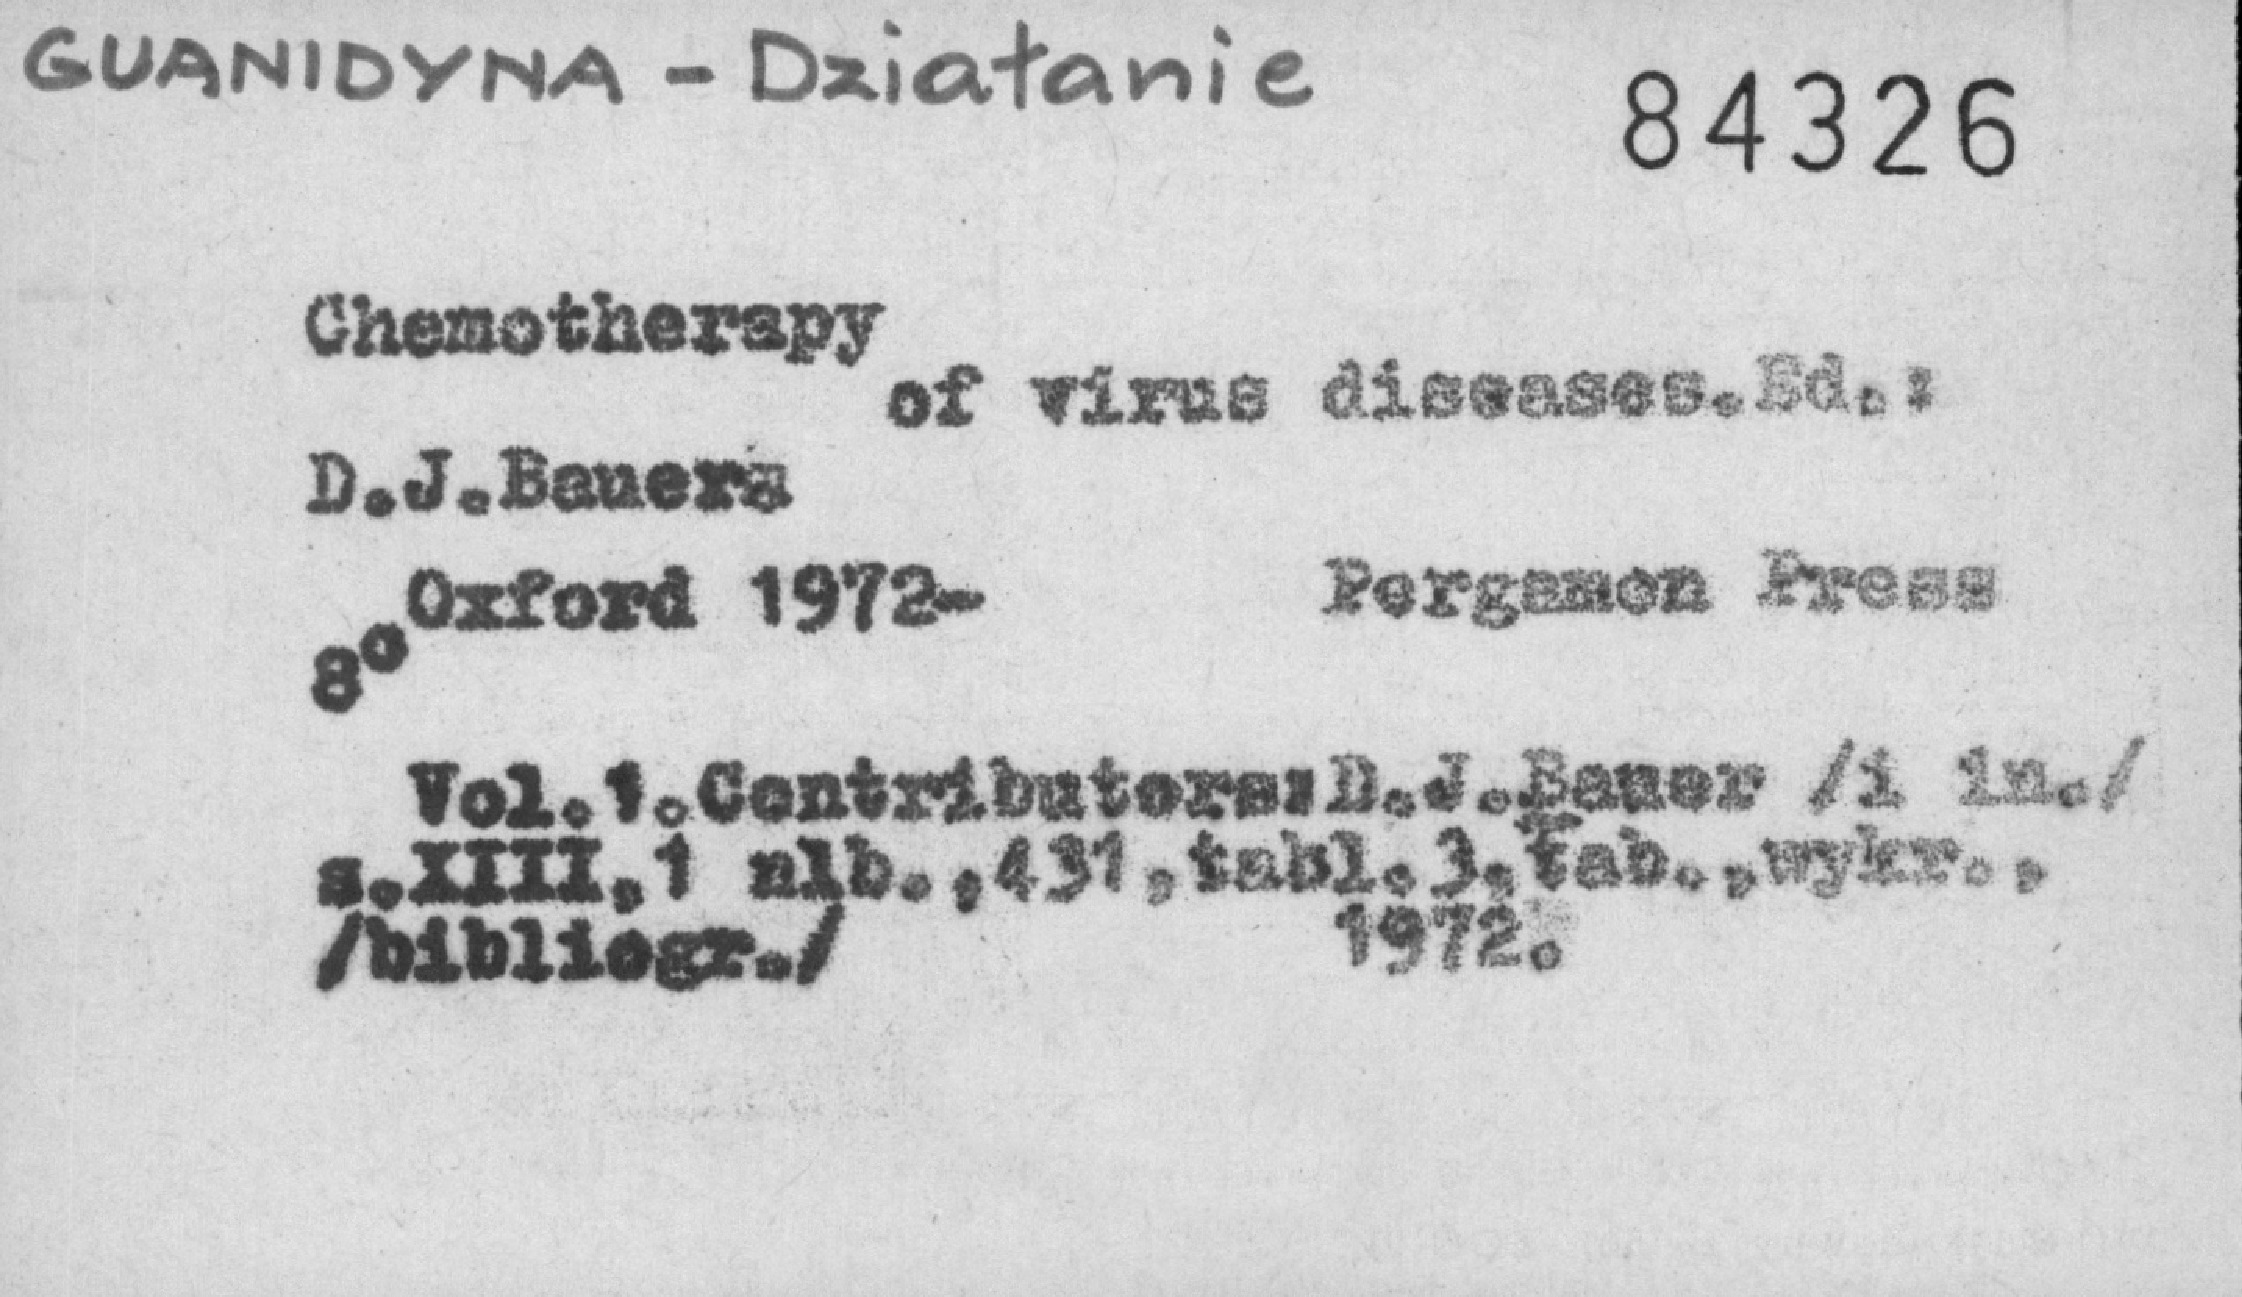 GUANIDYNA - Działanie
84326
Chemotherapy
of virus diseases.Ed.:
D.J.Bauera
Oxford 1972-          Pergamon Press
8°
Vol.1.Contributors:D.J.Bauer /i in./
s.XIII,1 nlb.,431,tabl.3,tab.,wykr.,
/bibliogr./          1972.